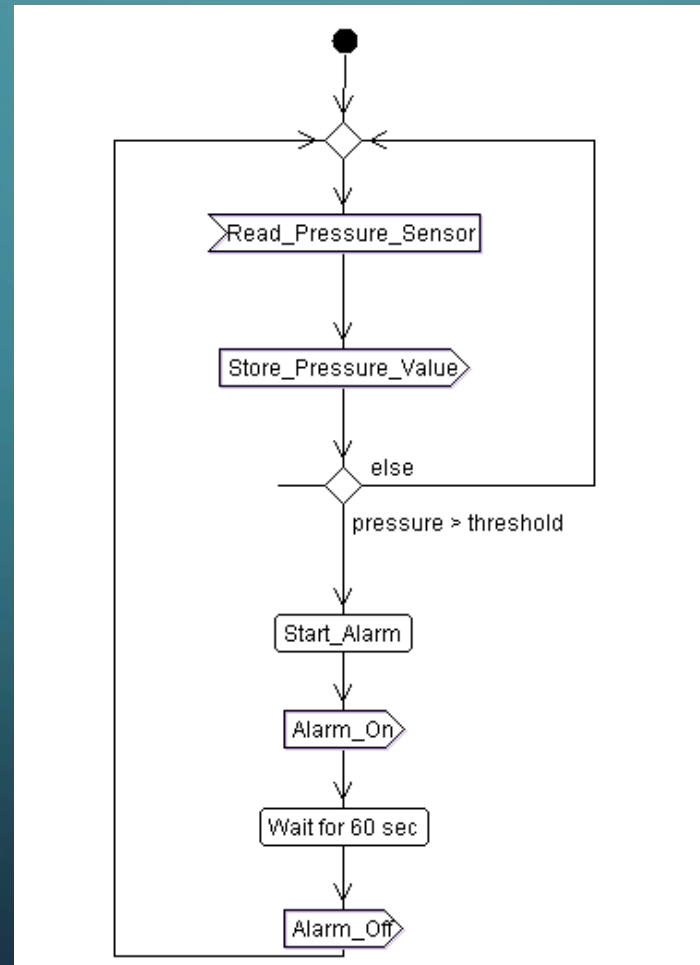 Read_Pressure_Sensor
Store_Pressure_Value
else
pressure > threshold
Start_Alarm
Alarm_On
Wait for 60 sec
Alarm_Off